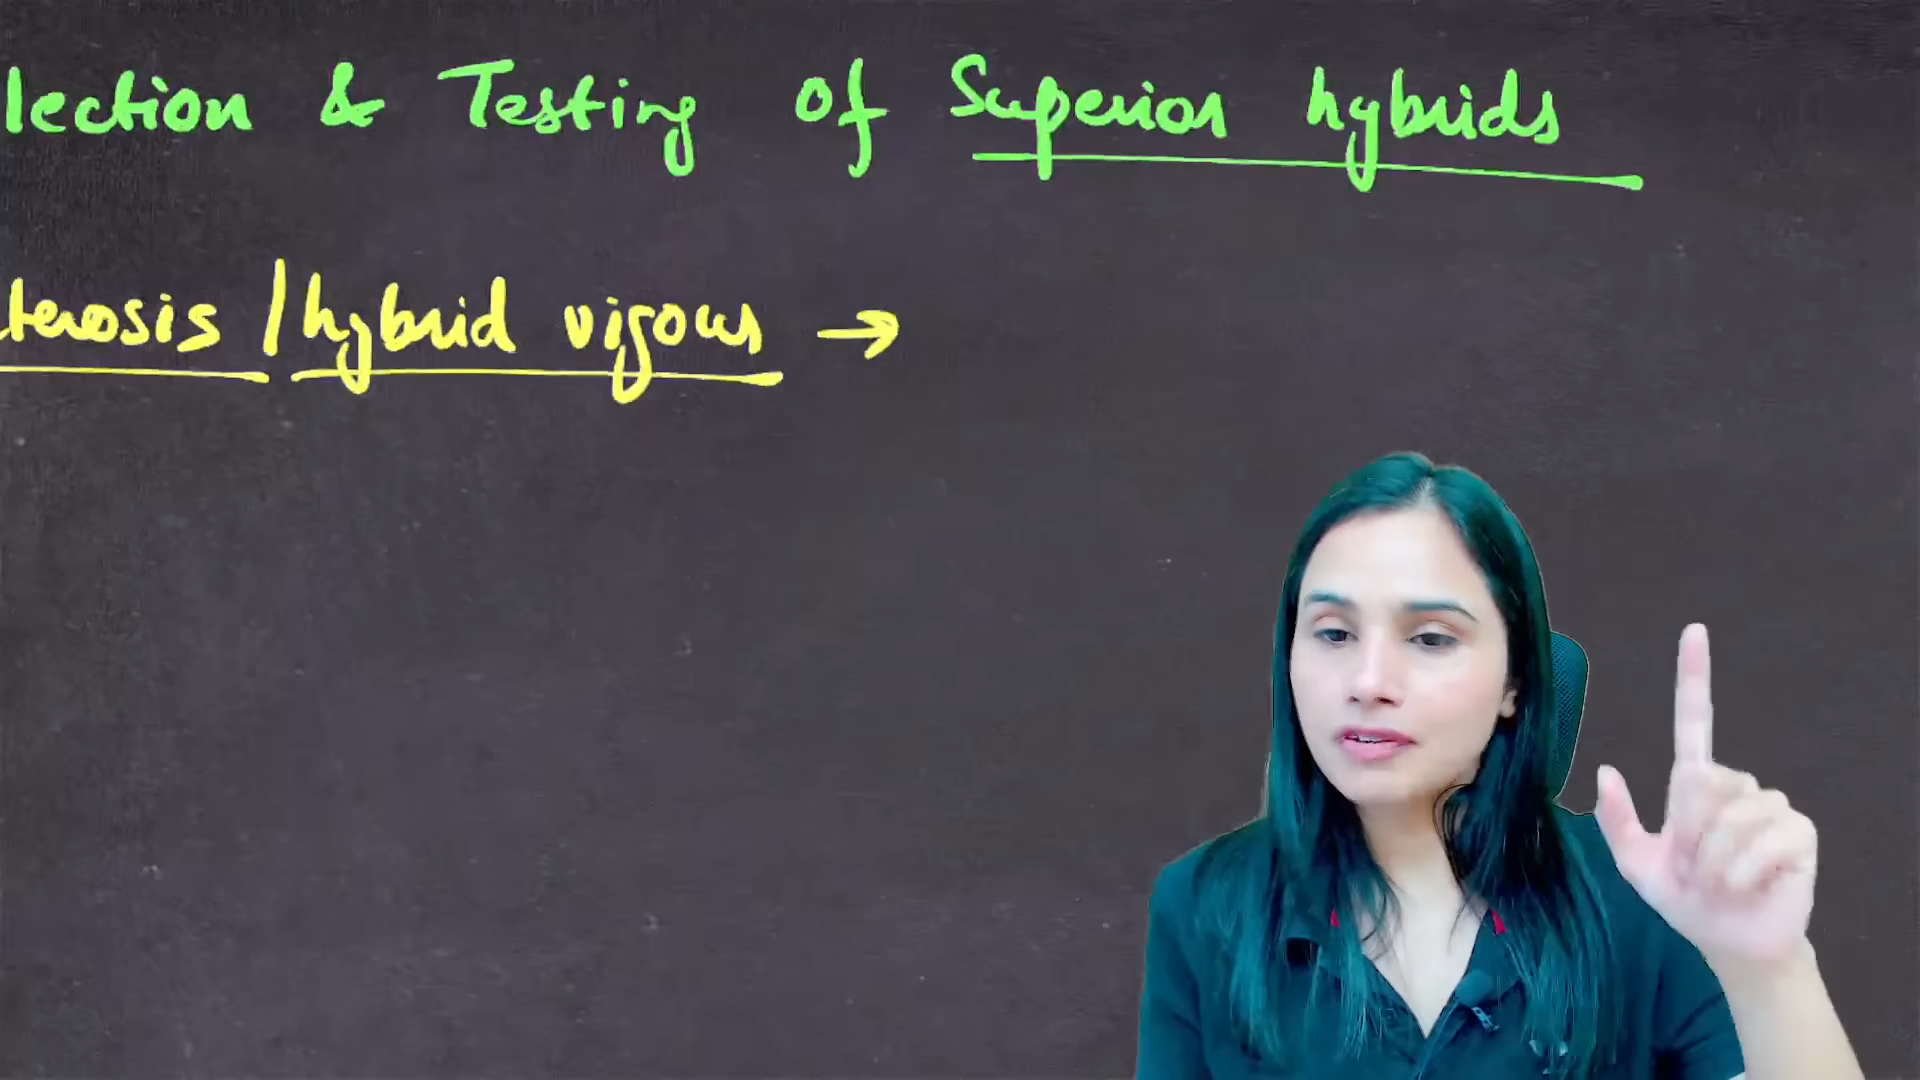 lection & Testing of Superior hybrids
terosis / hybrid vigour →